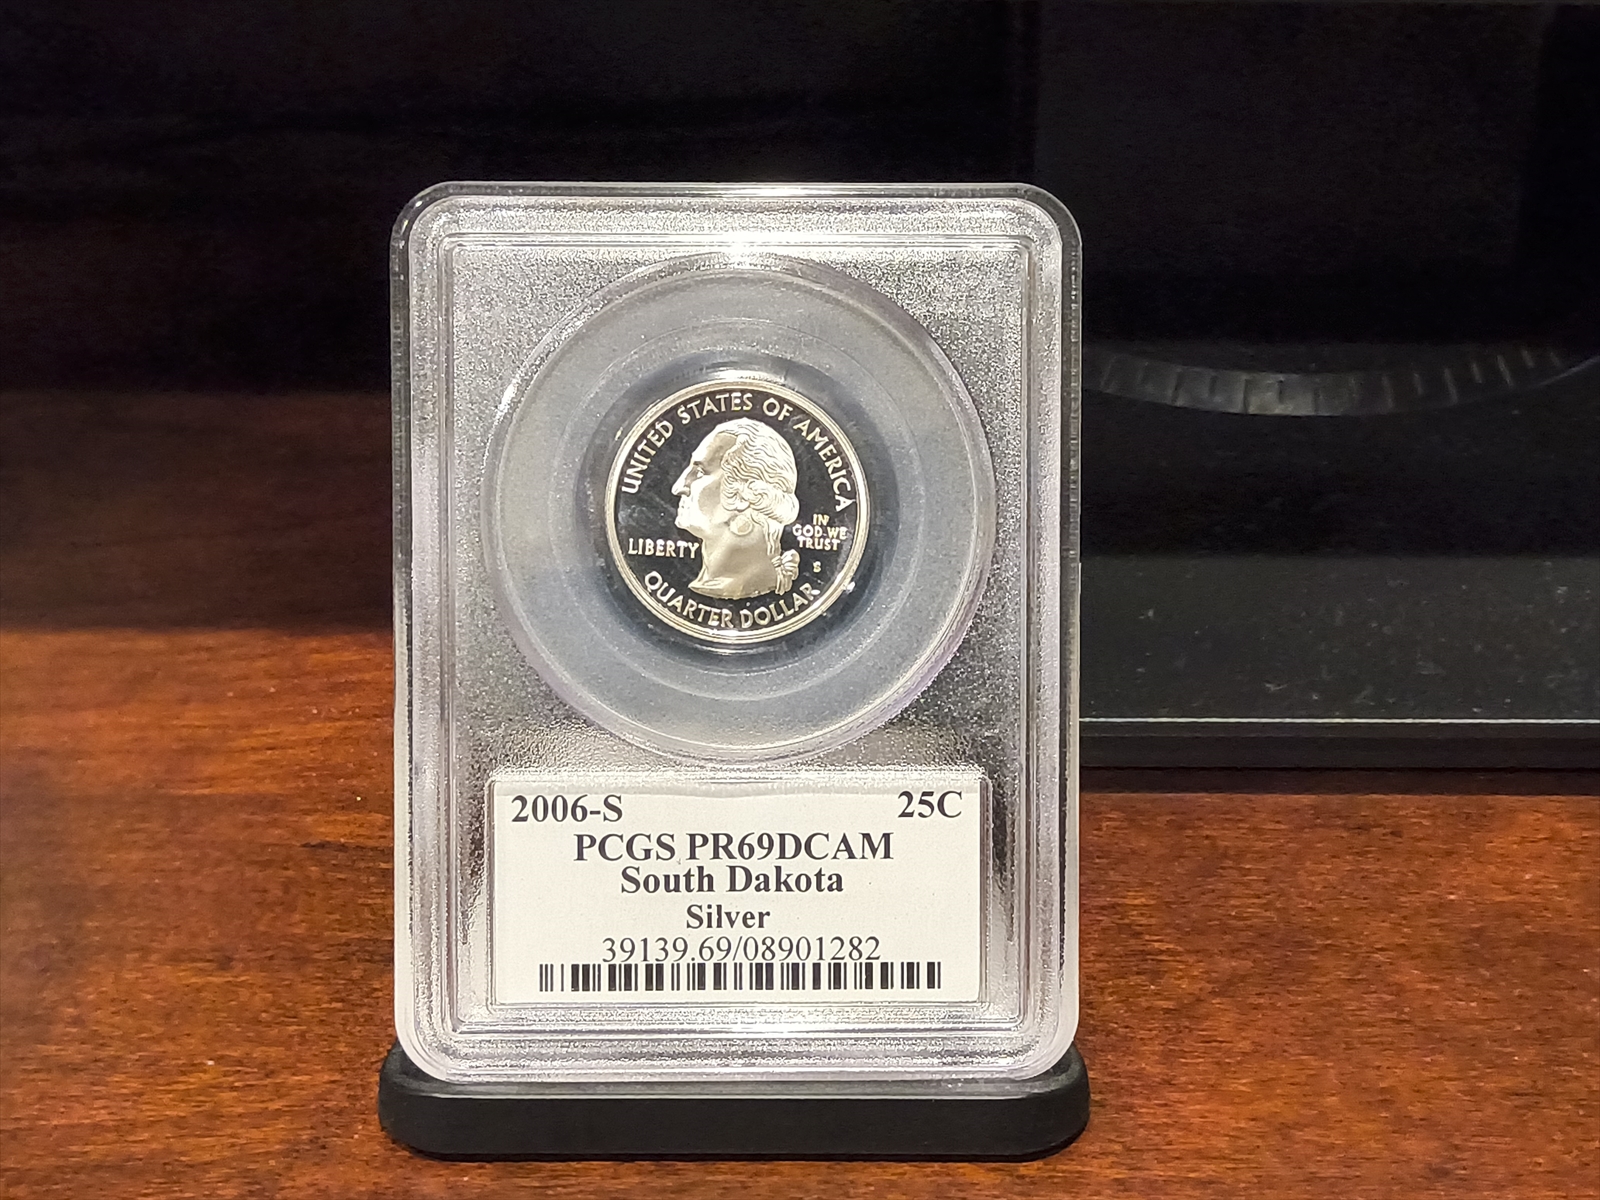 UNITED STATES OF AMERICA
IN
GOD WE
TRUST
LIBERTY
S
QUARTER DOLLAR
2006-S 25C
PCGS PR69DCAM
South Dakota
Silver
39139.69/08901282